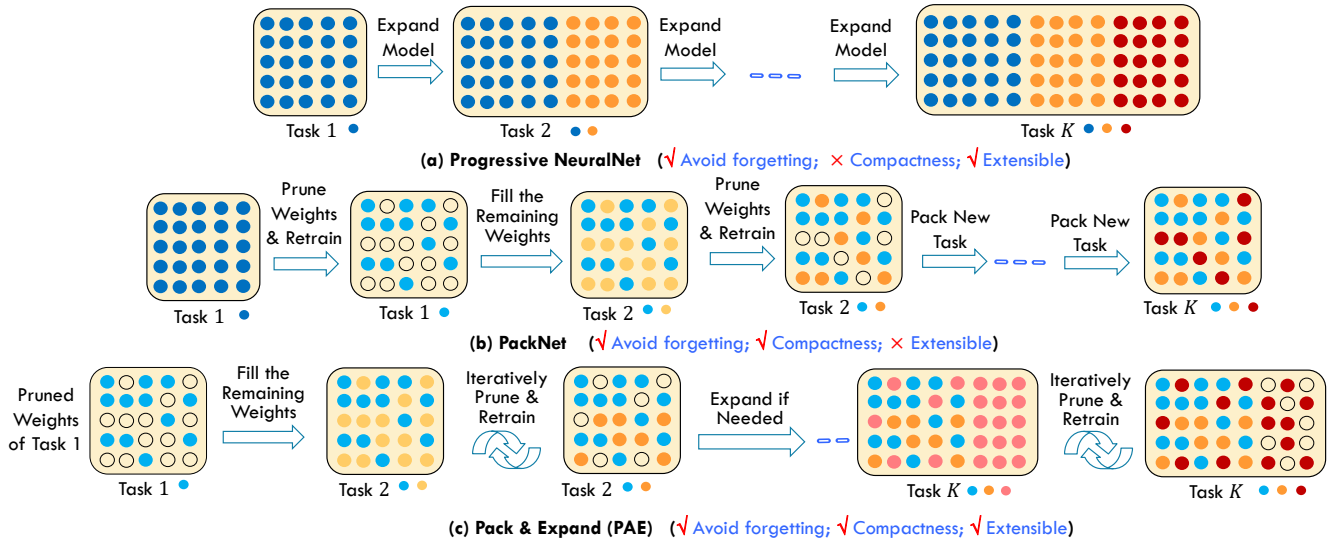 Expand
Model
Expand
Model
Expand
Model
Task 1
Task 2
Task K
(a) Progressive NeuralNet (√ Avoid forgetting; × Compactness; √ Extensible)
Prune
Weights
& Retrain
Fill the
Remaining
Weights
Prune
Weights
& Retrain
Pack New
Task
Pack New
Task
Task 1
Task 1
Task 2
Task 2
Task K
(b) PackNet (√ Avoid forgetting; √ Compactness; × Extensible)
Pruned
Weights
of Task 1
Fill the
Remaining
Weights
Iteratively
Prune &
Retrain
Expand if
Needed
Iteratively
Prune &
Retrain
Task 1
Task 2
Task 2
Task K
Task K
(c) Pack & Expand (PAE) (√ Avoid forgetting; √ Compactness; √ Extensible)